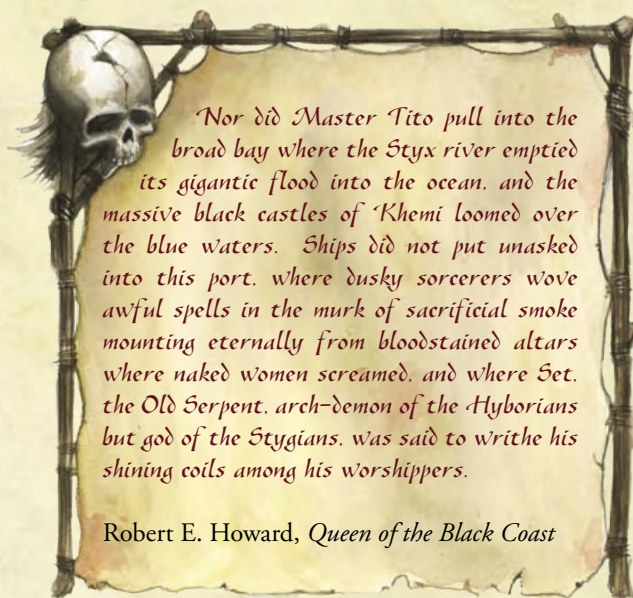 Nor did Master Tito pull into the
broad bay where the Styx river emptied
its gigantic flood into the ocean, and the
massive black castles of Khemi loomed over
the blue waters. Ships did not put unasked
into this port, where dusky sorcerers wove
awful spells in the murk of sacrificial smoke
mounting eternally from bloodstained altars
where naked women screamed, and where Set,
the Old Serpent, arch-demon of the Hyborians
but god of the Stygians, was said to writhe his
shining coils among his worshippers.
Robert E. Howard, Queen of the Black Coast